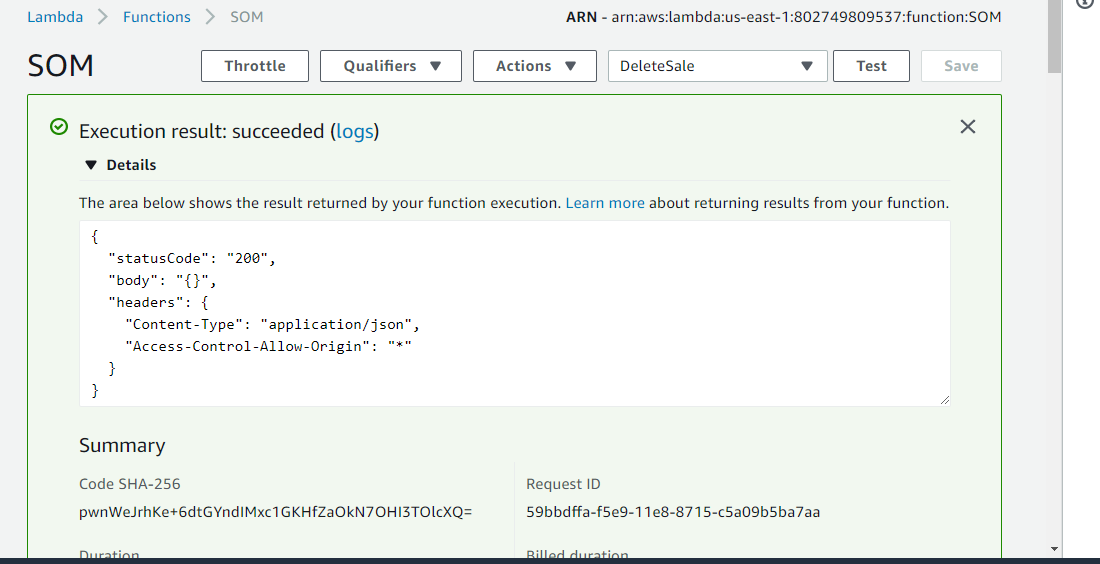 Lambda > Functions > SOM ARN - arn:aws:lambda:us-east-1:802749809537:function:SOM
SOM Throttle Qualifiers Actions DeleteSale Test Save
Execution result: succeeded (logs)
Details
The area below shows the result returned by your function execution. Learn more about returning results from your function.
{
  "statusCode": "200",
  "body": "{}",
  "headers": {
    "Content-Type": "application/json",
    "Access-Control-Allow-Origin": "*"
  }
}
Summary
Code SHA-256 Request ID
pwnWeJrhKe+6dtGYndIMxc1GKHfZaOkN7OHI3TOlcXQ= 59bbdffa-f5e9-11e8-8715-c5a09b5ba7aa
Duration Billed duration